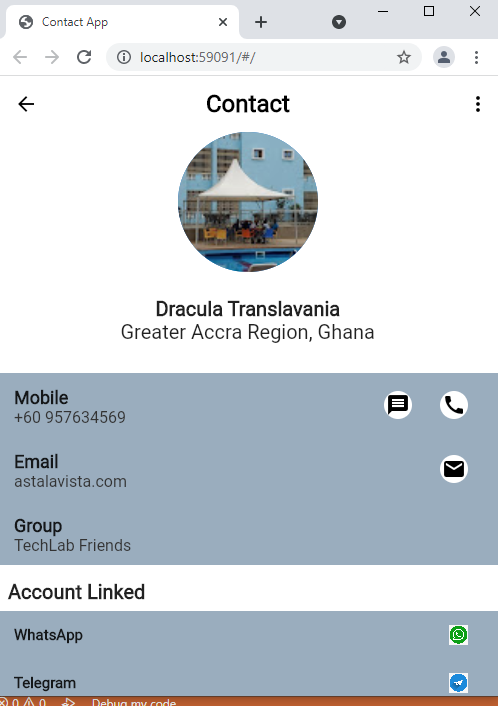 Contact App
localhost:59091/#/
Contact
Dracula Translavania
Greater Accra Region, Ghana
Mobile
+60 957634569
Email
astalavista.com
Group
TechLab Friends
Account Linked
WhatsApp
Telegram
0 0 Debug my code